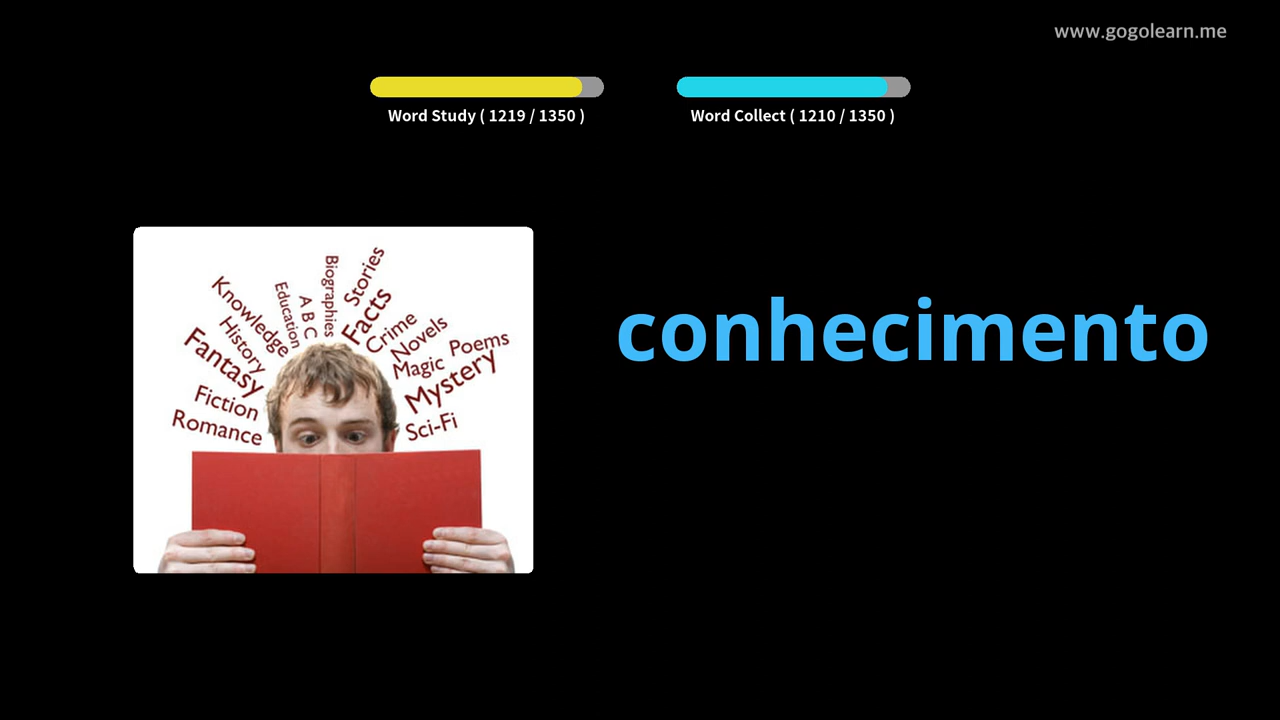 www.gogolearn.me
Word Study ( 1219 / 1350 )
Word Collect ( 1210 / 1350 )
conhecimento
Knowledge
Education
A B C
Biographies
Stories
Facts
Crime
Novels
Poems
Magic
Mystery
Sci-Fi
History
Fantasy
Fiction
Romance